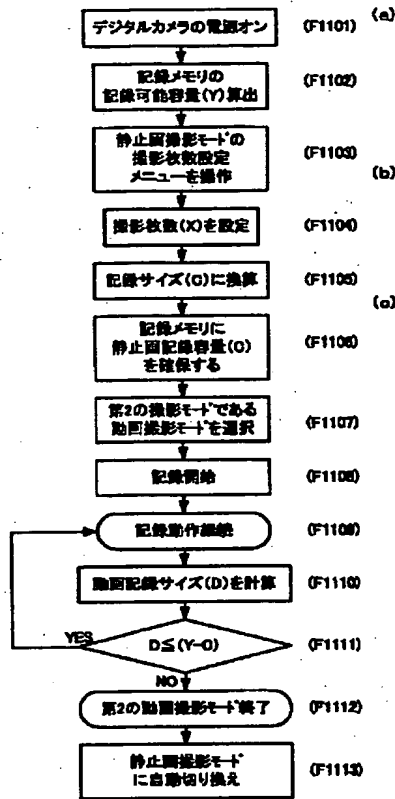 デジタルカメラの電源オン (F1101) (a)
記録メモリの
記録可能容量(Y)算出 (F1102)
静止画撮影モードの
撮影枚数設定
メニューを操作 (F1103)
(b)
撮影枚数(X)を設定 (F1104)
記録サイズ(C)に換算 (F1105)
(c)
記録メモリに
静止画記録容量(C)
を確保する (F1106)
第2の撮影モードである
動画撮影モードを選択 (F1107)
記録開始 (F1108)
記録動作継続 (F1109)
動画記録サイズ(D)を計算 (F1110)
YES
D≦(Y-C) (F1111)
NO
第2の動画撮影モード終了 (F1112)
静止画撮影モード
に自動切り換え (F1113)